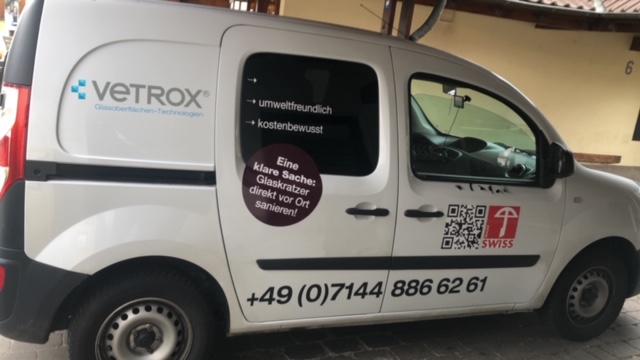 VETROX®
Glasoberflächen-Technologien
→
→ umweltfreundlich
→ kostenbewusst
Eine
klare Sache:
Glaskratzer
direkt vor Ort
sanieren!
SWISS
+49 (0)7144 886 62 61
6